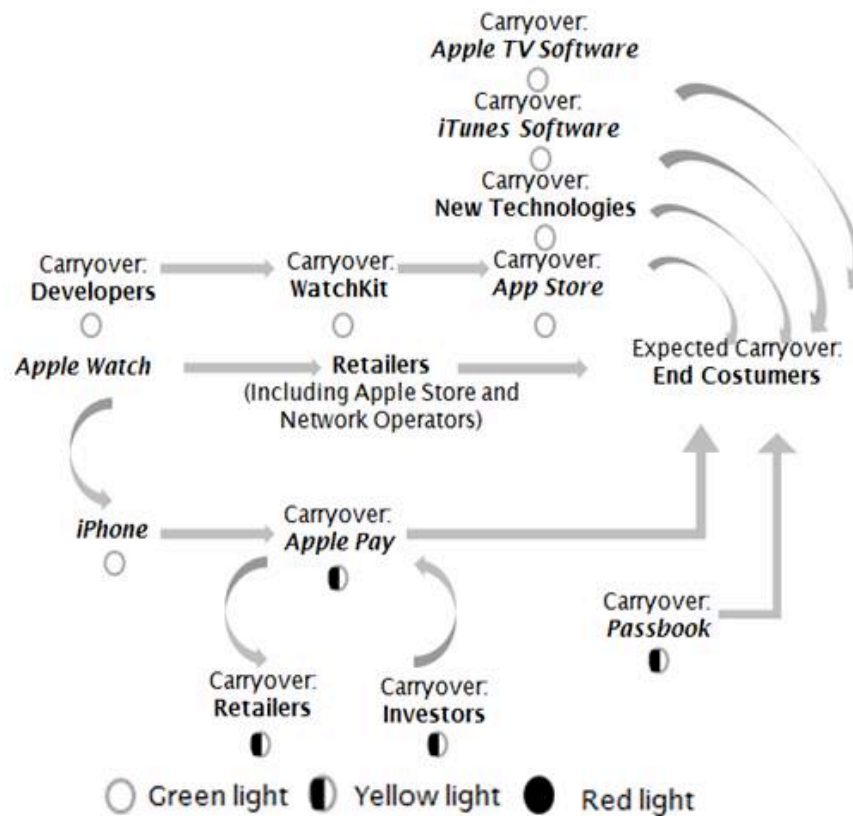 Carryover:
Apple TV Software
Carryover:
iTunes Software
Carryover:
New Technologies
Carryover:
Developers
Carryover:
WatchKit
Carryover:
App Store
Apple Watch
Retailers
(Including Apple Store and
Network Operators)
Expected Carryover:
End Costumers
iPhone
Carryover:
Apple Pay
Carryover:
Passbook
Carryover:
Retailers
Carryover:
Investors
Green light
Yellow light
Red light